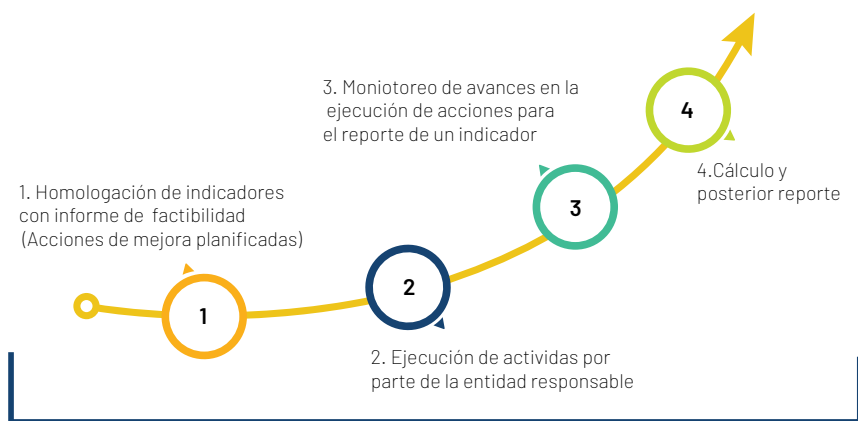 1. Homologación de indicadores
con informe de factibilidad
(Acciones de mejora planificadas)
1
2
2. Ejecución de actividas por
parte de la entidad responsable
3. Moniotoreo de avances en la
ejecución de acciones para
el reporte de un indicador
3
4
4.Cálculo y
posterior reporte